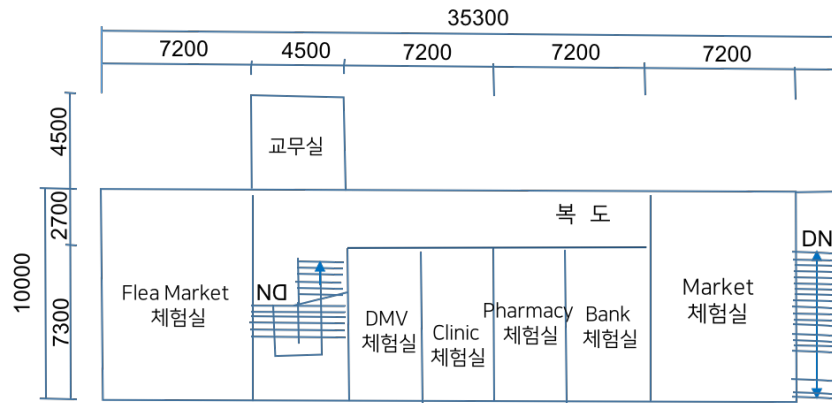 35300
7200
4500
7200
7200
7200
4500
교무실
2700
10000
7300
복 도
DN
DN
Flea Market
체험실
DMV
체험실
Clinic
체험실
Pharmacy
체험실
Bank
체험실
Market
체험실